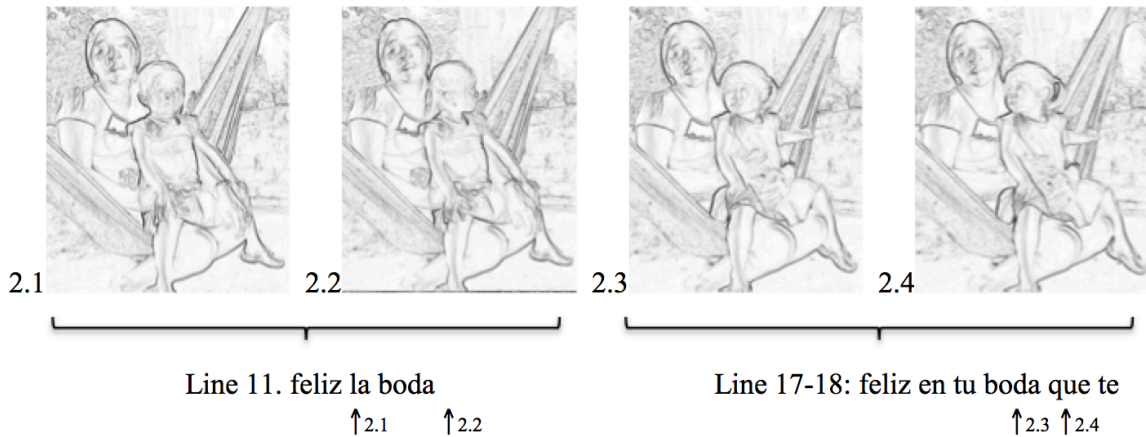 2.1 2.2 2.3 2.4
Line 11. feliz la boda Line 17-18: feliz en tu boda que te
↑2.1 ↑2.2 ↑2.3 ↑2.4